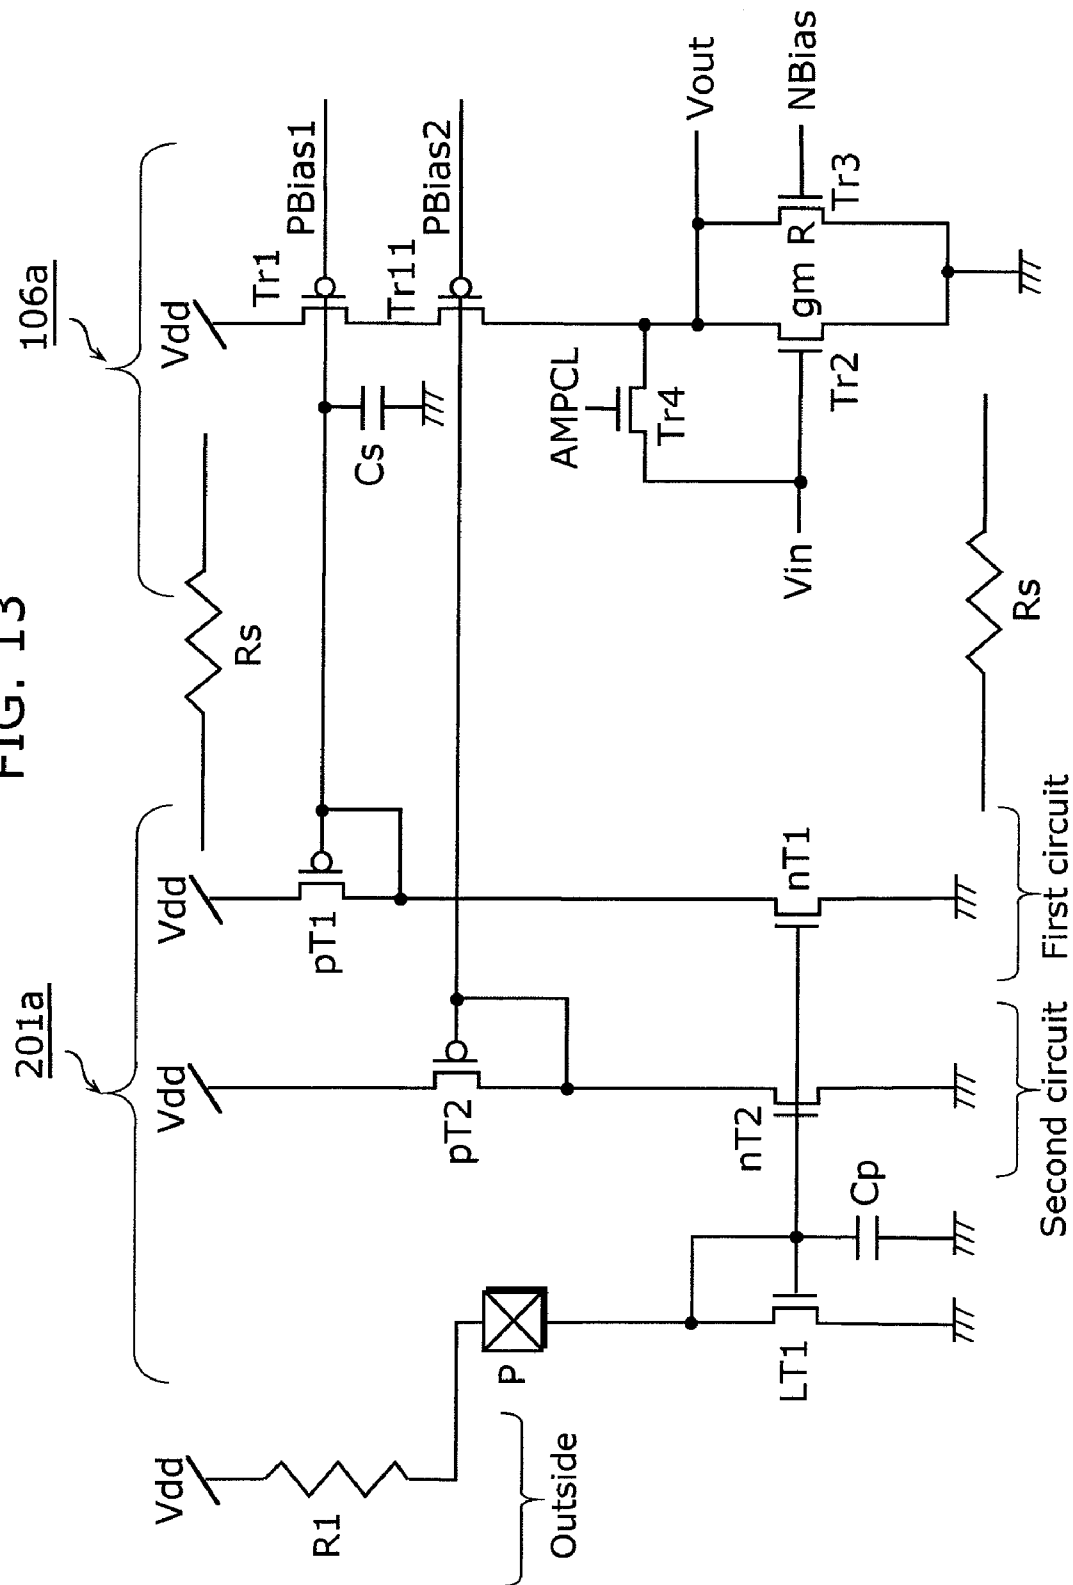 FIG. 13
201a
106a
Vdd
Vdd
Vdd
Vdd
Rs
R1
Outside
P
pT2
pT1
Tr1
PBias1
Tr11
PBias2
Cs
AMPCL
Tr4
Vout
Vin
Tr2
gm
R
Tr3
NBias
LT1
Cp
nT2
nT1
Rs
Second circuit
First circuit